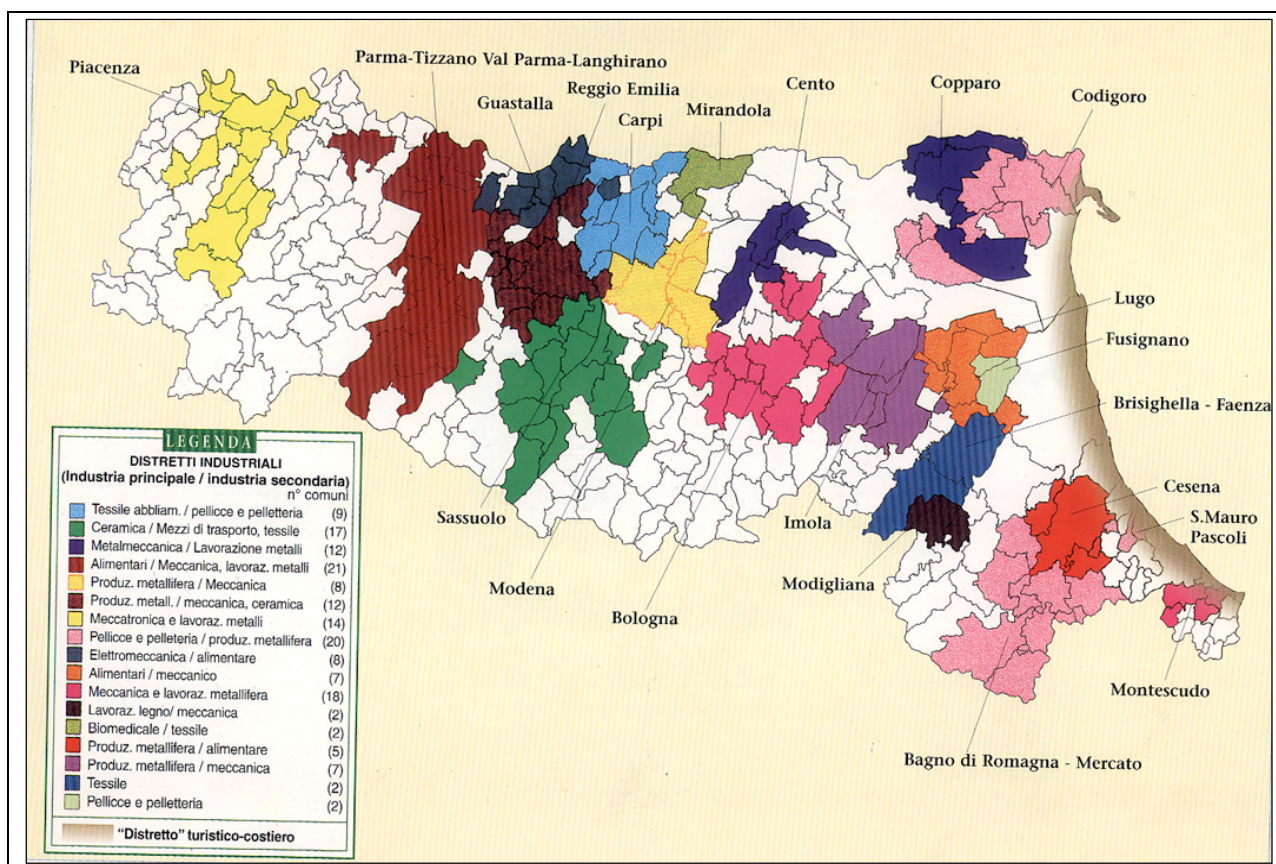 Parma-Tizzano Val Parma-Langhirano
Piacenza
Reggio Emilia
Guastalla
Carpi
Mirandola
Cento
Copparo
Codigoro
Lugo
Fusignano
Brisighella - Faenza
Cesena
S.Mauro
Pascoli
Sassuolo
Imola
Modena
Modigliana
Bologna
Montescudo
Bagno di Romagna - Mercato
LEGENDA
DISTRETTI INDUSTRIALI
(Industria principale / industria secondaria)
n° comuni
Tessile abbliam. / pellicce e pelletteria (9)
Ceramica / Mezzi di trasporto, tessile (17)
Metalmeccanica / Lavorazione metalli (12)
Alimentari / Meccanica, lavoraz. metalli (21)
Produz. metallifera / Meccanica (8)
Produz. metall. / meccanica, ceramica (12)
Meccatronica e lavoraz. metalli (14)
Pellicce e pelleteria / produz. metallifera (20)
Elettromeccanica / alimentare (8)
Alimentari / meccanico (7)
Meccanica e lavoraz. metallifera (18)
Lavoraz. legno/ meccanica (2)
Biomedicale / tessile (2)
Produz. metallifera / alimentare (5)
Produz. metallifera / meccanica (7)
Tessile (2)
Pellicce e pelletteria (2)
"Distretto" turistico-costiero